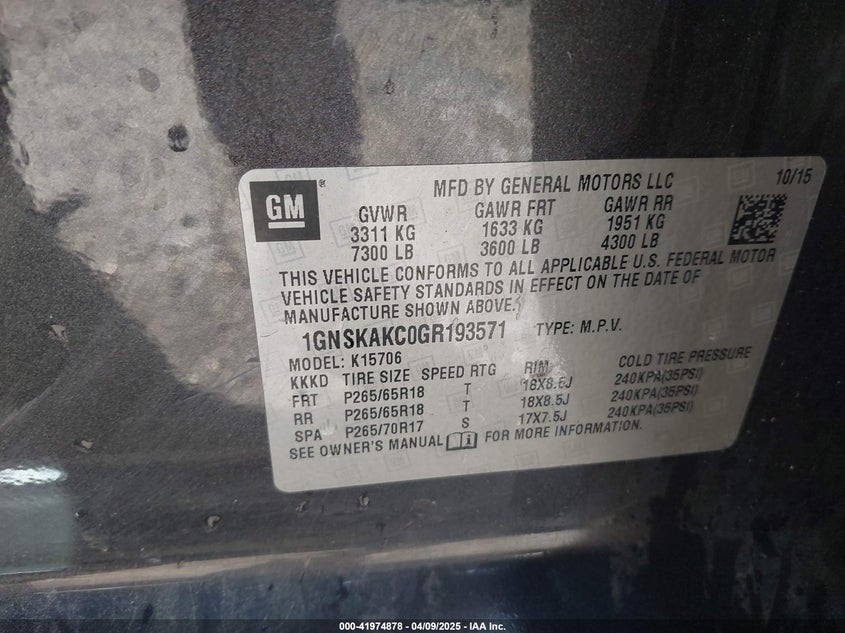 GM ®
MFD BY GENERAL MOTORS LLC 10/15
GVWR GAWR FRT GAWR RR
3311 KG 1633 KG 1951 KG
7300 LB 3600 LB 4300 LB
THIS VEHICLE CONFORMS TO ALL APPLICABLE U.S. FEDERAL MOTOR
VEHICLE SAFETY STANDARDS IN EFFECT ON THE DATE OF
MANUFACTURE SHOWN ABOVE.
1GNSKAKC0GR193571 TYPE: M.P.V.
MODEL: K15706
KKKD TIRE SIZE SPEED RTG RIM COLD TIRE PRESSURE
FRT P265/65R18 T 18X8.5J 240KPA(35PSI)
RR P265/65R18 T 18X8.5J 240KPA(35PSI)
SPA P265/70R17 S 17X7.5J 240KPA(35PSI)
SEE OWNER'S MANUAL FOR MORE INFORMATION.
000-41974878 | 04/09/2025 - IAA Inc.